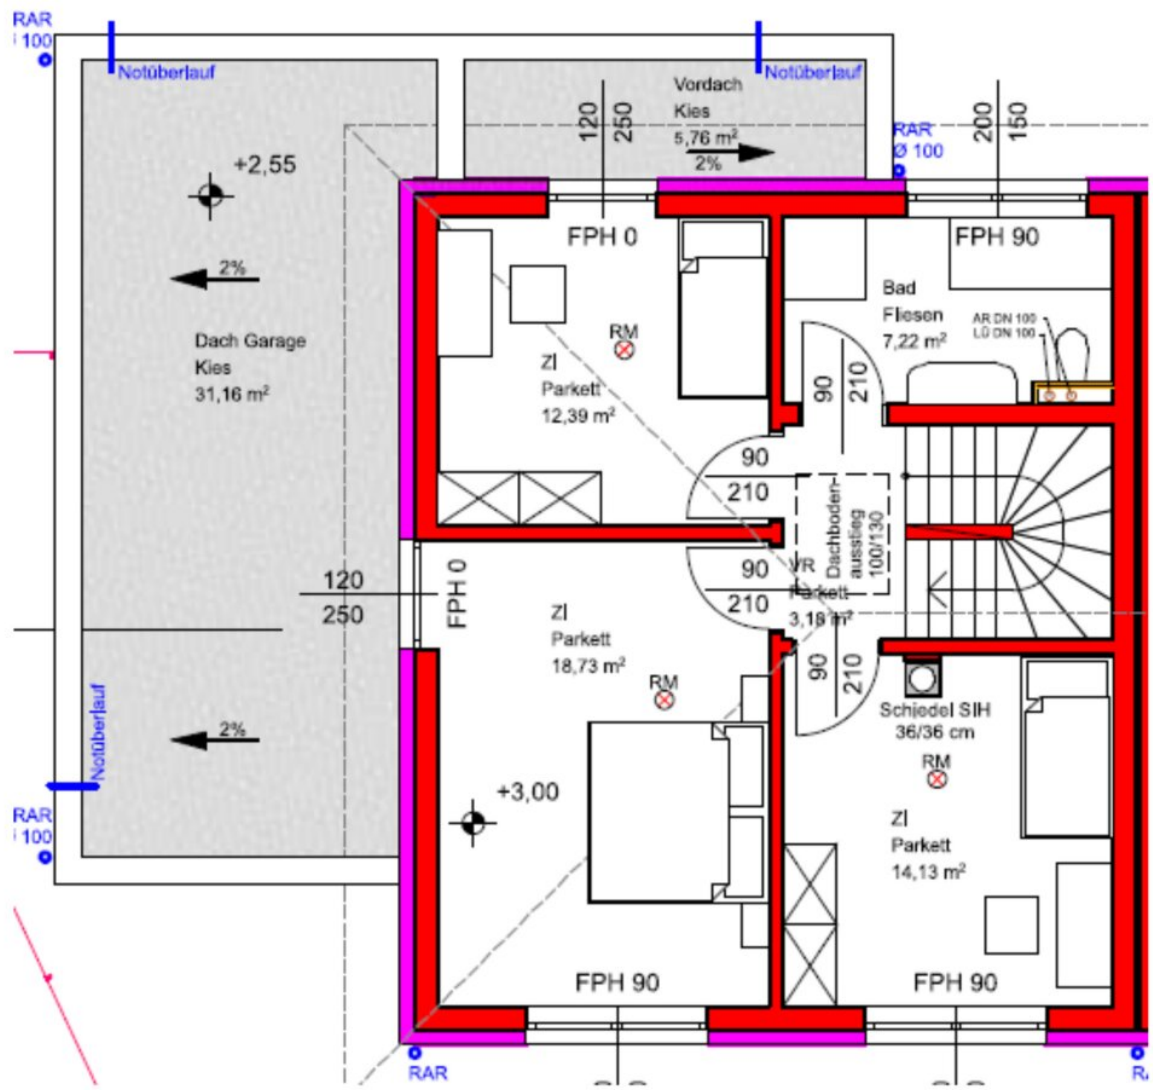 RAR
100
Notüberlauf
Notüberlauf
Vordach
Kies
5,76 m²
2%
120
250
200
150
RAR
Ø 100
+2,55
2%
Dach Garage
Kies
31,16 m²
FPH 0
FPH 90
RM
ZI
Parkett
12,39 m²
Bad
Fliesen
7,22 m²
AR DN 100
LÜ DN 100
90
210
90
210
Dachboden-
ausstieg
100/130
120
250
FPH 0
90
210
VR
Parkett
3,18 m²
ZI
Parkett
18,73 m²
90
210
RM
Notüberlauf
2%
Schiedel SIH
36/36 cm
RM
+3,00
RAR
100
ZI
Parkett
14,13 m²
FPH 90
FPH 90
RAR